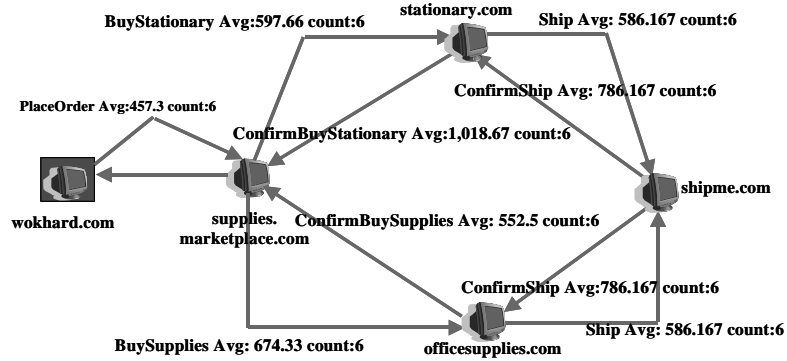 stationary.com
BuyStationary Avg:597.66 count:6
Ship Avg: 586.167 count:6
ConfirmShip Avg: 786.167 count:6
PlaceOrder Avg:457.3 count:6
ConfirmBuyStationary Avg:1,018.67 count:6
shipme.com
wokhard.com
supplies.
marketplace.com
ConfirmBuySupplies Avg: 552.5 count:6
ConfirmShip Avg:786.167 count:6
Ship Avg: 586.167 count:6
BuySupplies Avg: 674.33 count:6
officesupplies.com